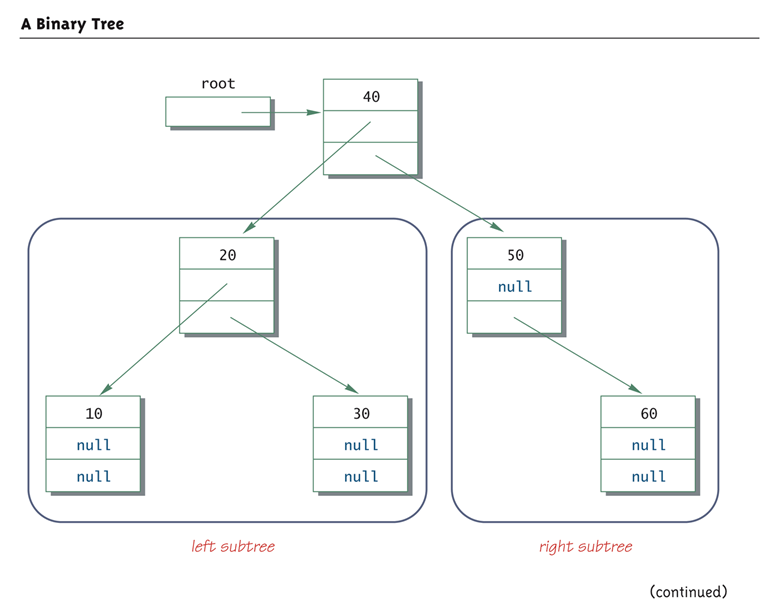 A Binary Tree
root
40
20
50
null
10
null
null
30
null
null
60
null
null
left subtree
right subtree
(continued)